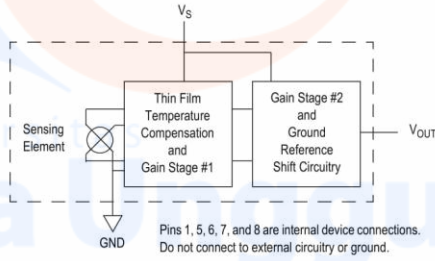 VS
Thin Film
Temperature
Compensation
and
Gain Stage #1
Gain Stage #2
and
Ground
Reference
Shift Circuitry
Sensing
Element
VOUT
GND
Pins 1, 5, 6, 7, and 8 are internal device connections.
Do not connect to external circuitry or ground.